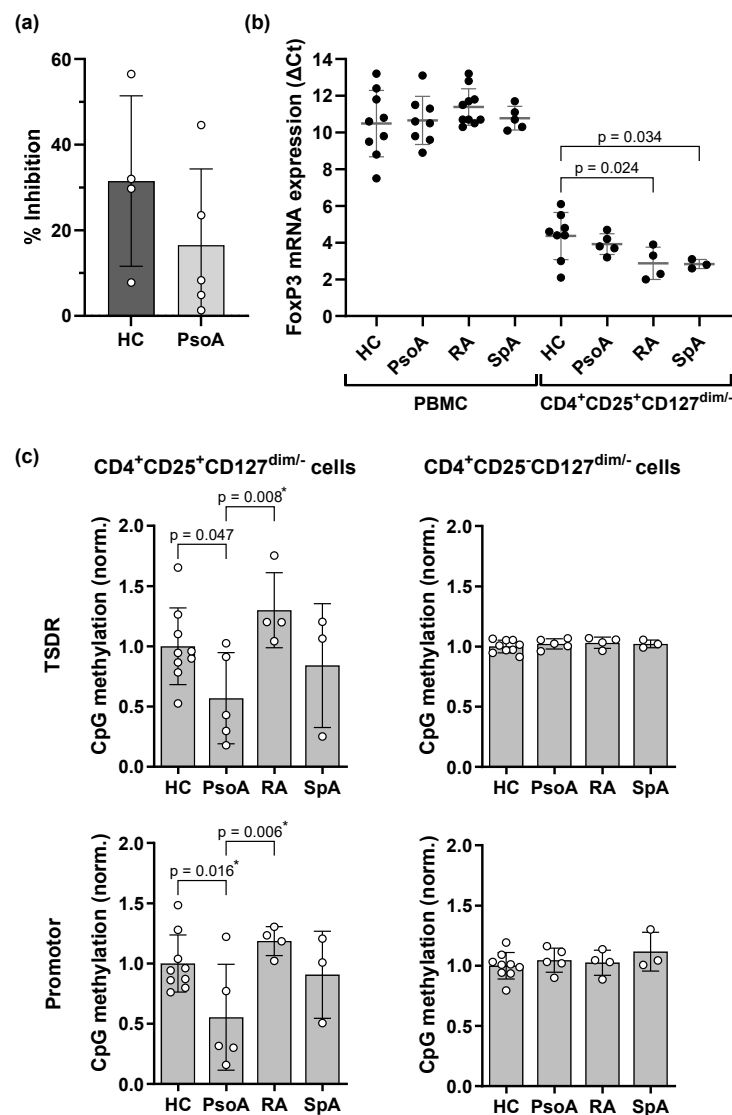 (a)
% Inhibition
60
40
20
0
HC PsoA
(b)
FoxP3 mRNA expression (ΔCt)
14
12
10
8
6
4
2
0
p = 0.034
p = 0.024
HC PsoA RA SpA HC PsoA RA SpA
PBMC CD4⁺CD25⁺CD127ᵈⁱᵐ/⁻
(c)
CD4⁺CD25⁺CD127ᵈⁱᵐ/⁻ cells
CD4⁺CD25⁻CD127ᵈⁱᵐ/⁻ cells
TSDR
CpG methylation (norm.)
p = 0.008*
p = 0.047
2.0
1.5
1.0
0.5
0.0
HC PsoA RA SpA
CpG methylation (norm.)
2.0
1.5
1.0
0.5
0.0
HC PsoA RA SpA
Promotor
CpG methylation (norm.)
p = 0.006*
p = 0.016*
2.0
1.5
1.0
0.5
0.0
HC PsoA RA SpA
CpG methylation (norm.)
2.0
1.5
1.0
0.5
0.0
HC PsoA RA SpA